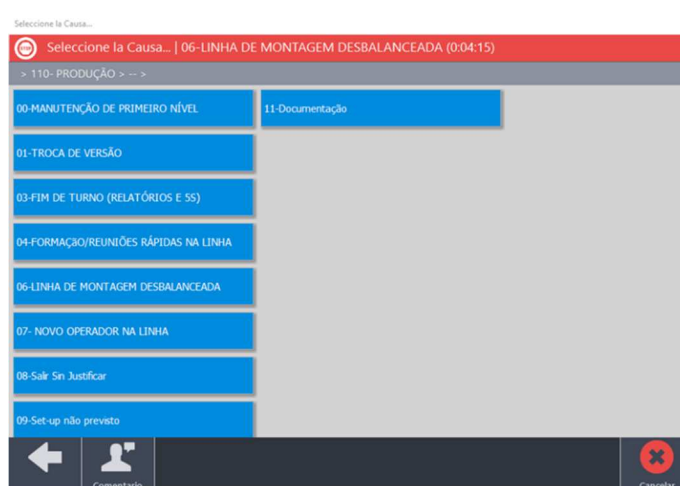 Seleccione la Causa...
STOP
Seleccione la Causa... | 06-LINHA DE MONTAGEM DESBALANCEADA (0:04:15)
> 110- PRODUÇÃO > -- >
00-MANUTENÇÃO DE PRIMEIRO NÍVEL
11-Documentação
01-TROCA DE VERSÃO
03-FIM DE TURNO (RELATÓRIOS E 5S)
04-FORMAÇãO/REUNIÕES RÁPIDAS NA LINHA
06-LINHA DE MONTAGEM DESBALANCEADA
07- NOVO OPERADOR NA LINHA
08-Salir Sin Justificar
09-Set-up não previsto
Comentario
Cancelar